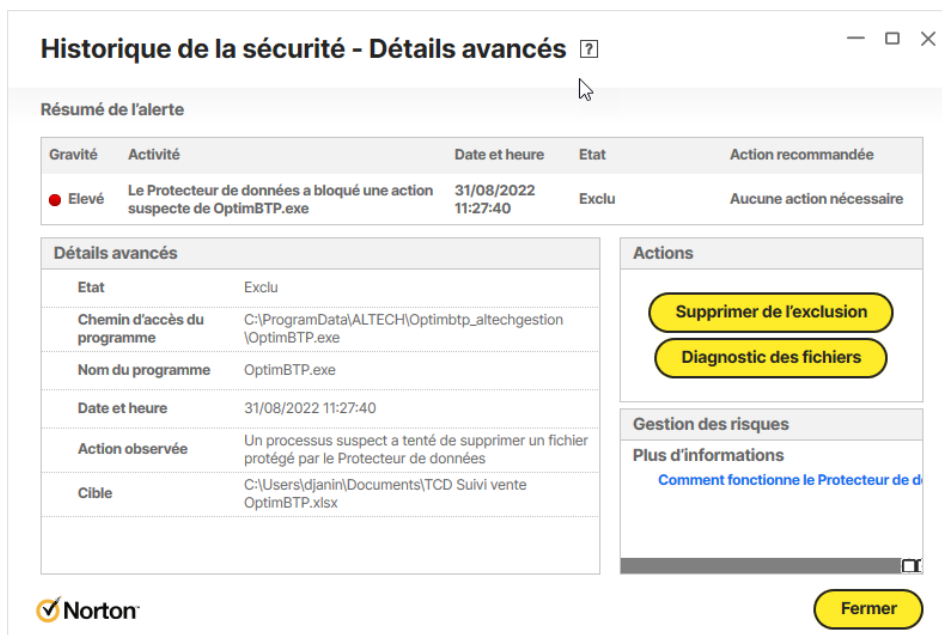 Historique de la sécurité - Détails avancés ?
Résumé de l'alerte
Gravité Activité Date et heure Etat Action recommandée
Elevé Le Protecteur de données a bloqué une action suspecte de OptimBTP.exe 31/08/2022 11:27:40 Exclu Aucune action nécessaire
Détails avancés
Etat Exclu
Chemin d'accès du programme C:\ProgramData\ALTECH\Optimbtp_altechgestion\OptimBTP.exe
Nom du programme OptimBTP.exe
Date et heure 31/08/2022 11:27:40
Action observée Un processus suspect a tenté de supprimer un fichier protégé par le Protecteur de données
Cible C:\Users\djanin\Documents\TCD Suivi vente OptimBTP.xlsx
Actions
Supprimer de l'exclusion
Diagnostic des fichiers
Gestion des risques
Plus d'informations
Comment fonctionne le Protecteur de
Norton
Fermer